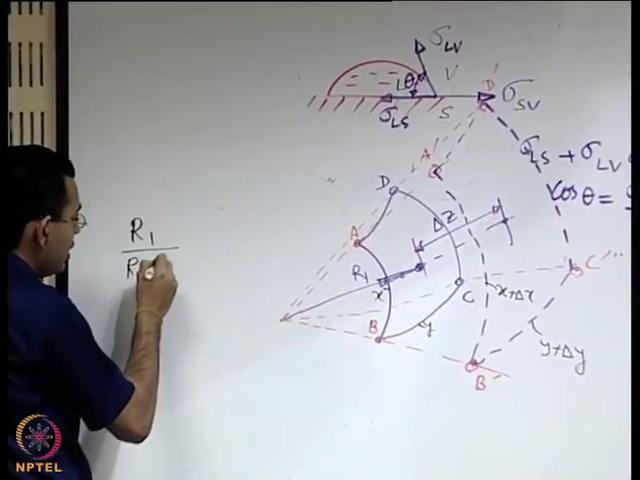 σLV
θ
L
V
σSV
σLS
S
D'
σLS + σLV
cos θ =
A'
D
ΔZ
A
R1
R1
x
C
C'
x+Δx
B
y
y+Δy
B'
NPTEL